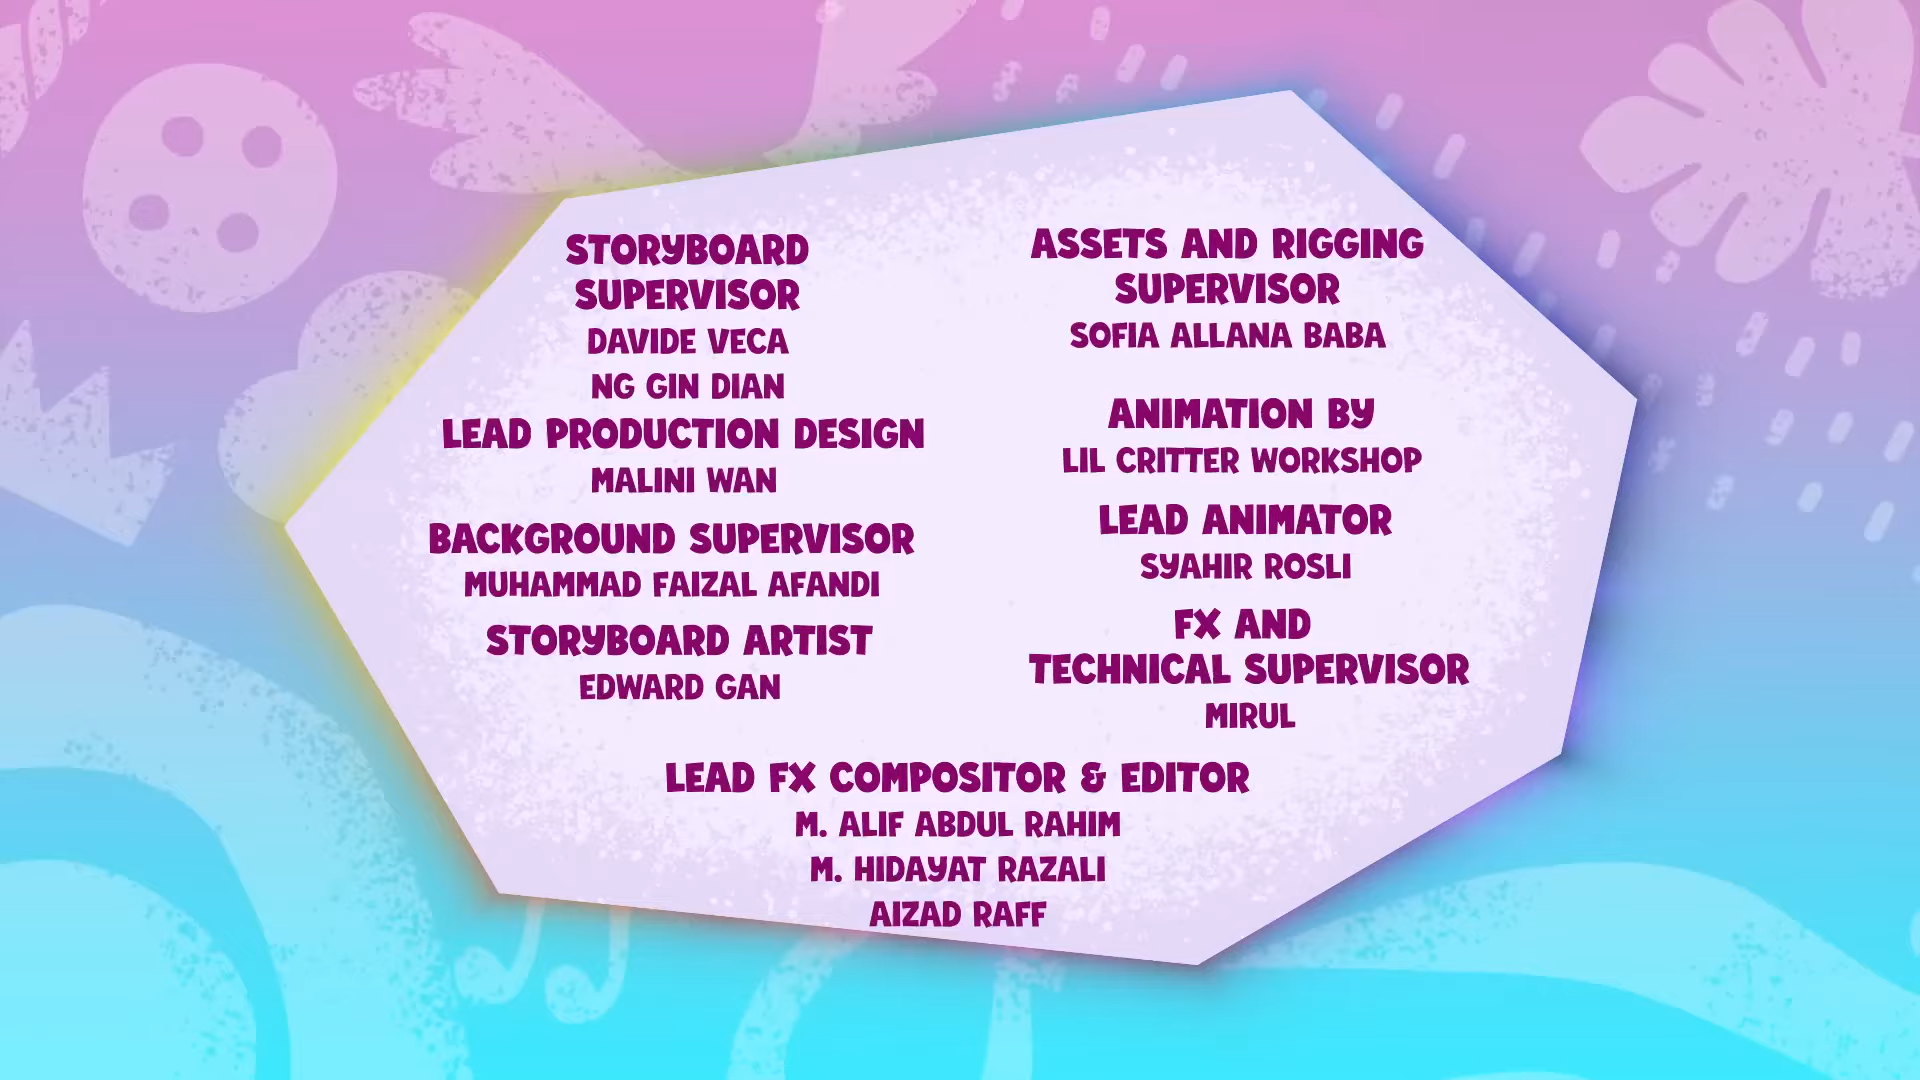 STORYBOARD
SUPERVISOR
DAVIDE VECA
NG GIN DIAN
LEAD PRODUCTION DESIGN
MALINI WAN
BACKGROUND SUPERVISOR
MUHAMMAD FAIZAL AFANDI
STORYBOARD ARTIST
EDWARD GAN
ASSETS AND RIGGING
SUPERVISOR
SOFIA ALLANA BABA
ANIMATION BY
LIL CRITTER WORKSHOP
LEAD ANIMATOR
SYAHIR ROSLI
FX AND
TECHNICAL SUPERVISOR
MIRUL
LEAD FX COMPOSITOR & EDITOR
M. ALIF ABDUL RAHIM
M. HIDAYAT RAZALI
AIZAD RAFF